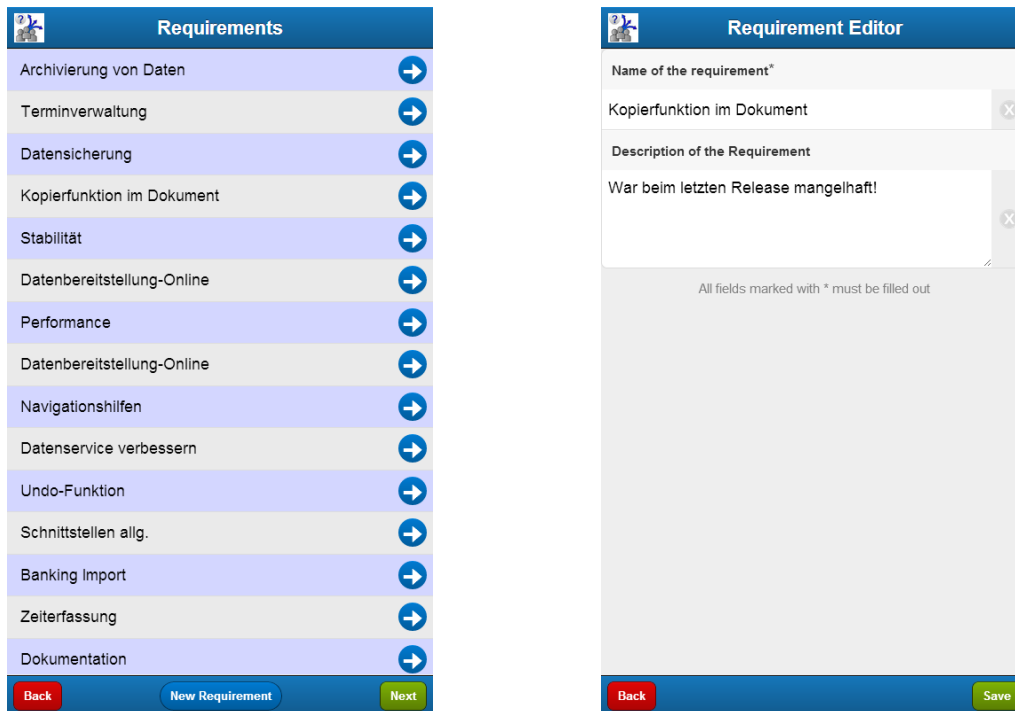 Requirements
Archivierung von Daten
Terminverwaltung
Datensicherung
Kopierfunktion im Dokument
Stabilität
Datenbereitstellung-Online
Performance
Datenbereitstellung-Online
Navigationshilfen
Datenservice verbessern
Undo-Funktion
Schnittstellen allg.
Banking Import
Zeiterfassung
Dokumentation
Back
New Requirement
Next
Requirement Editor
Name of the requirement*
Kopierfunktion im Dokument
Description of the Requirement
War beim letzten Release mangelhaft!
All fields marked with * must be filled out
Back
Save